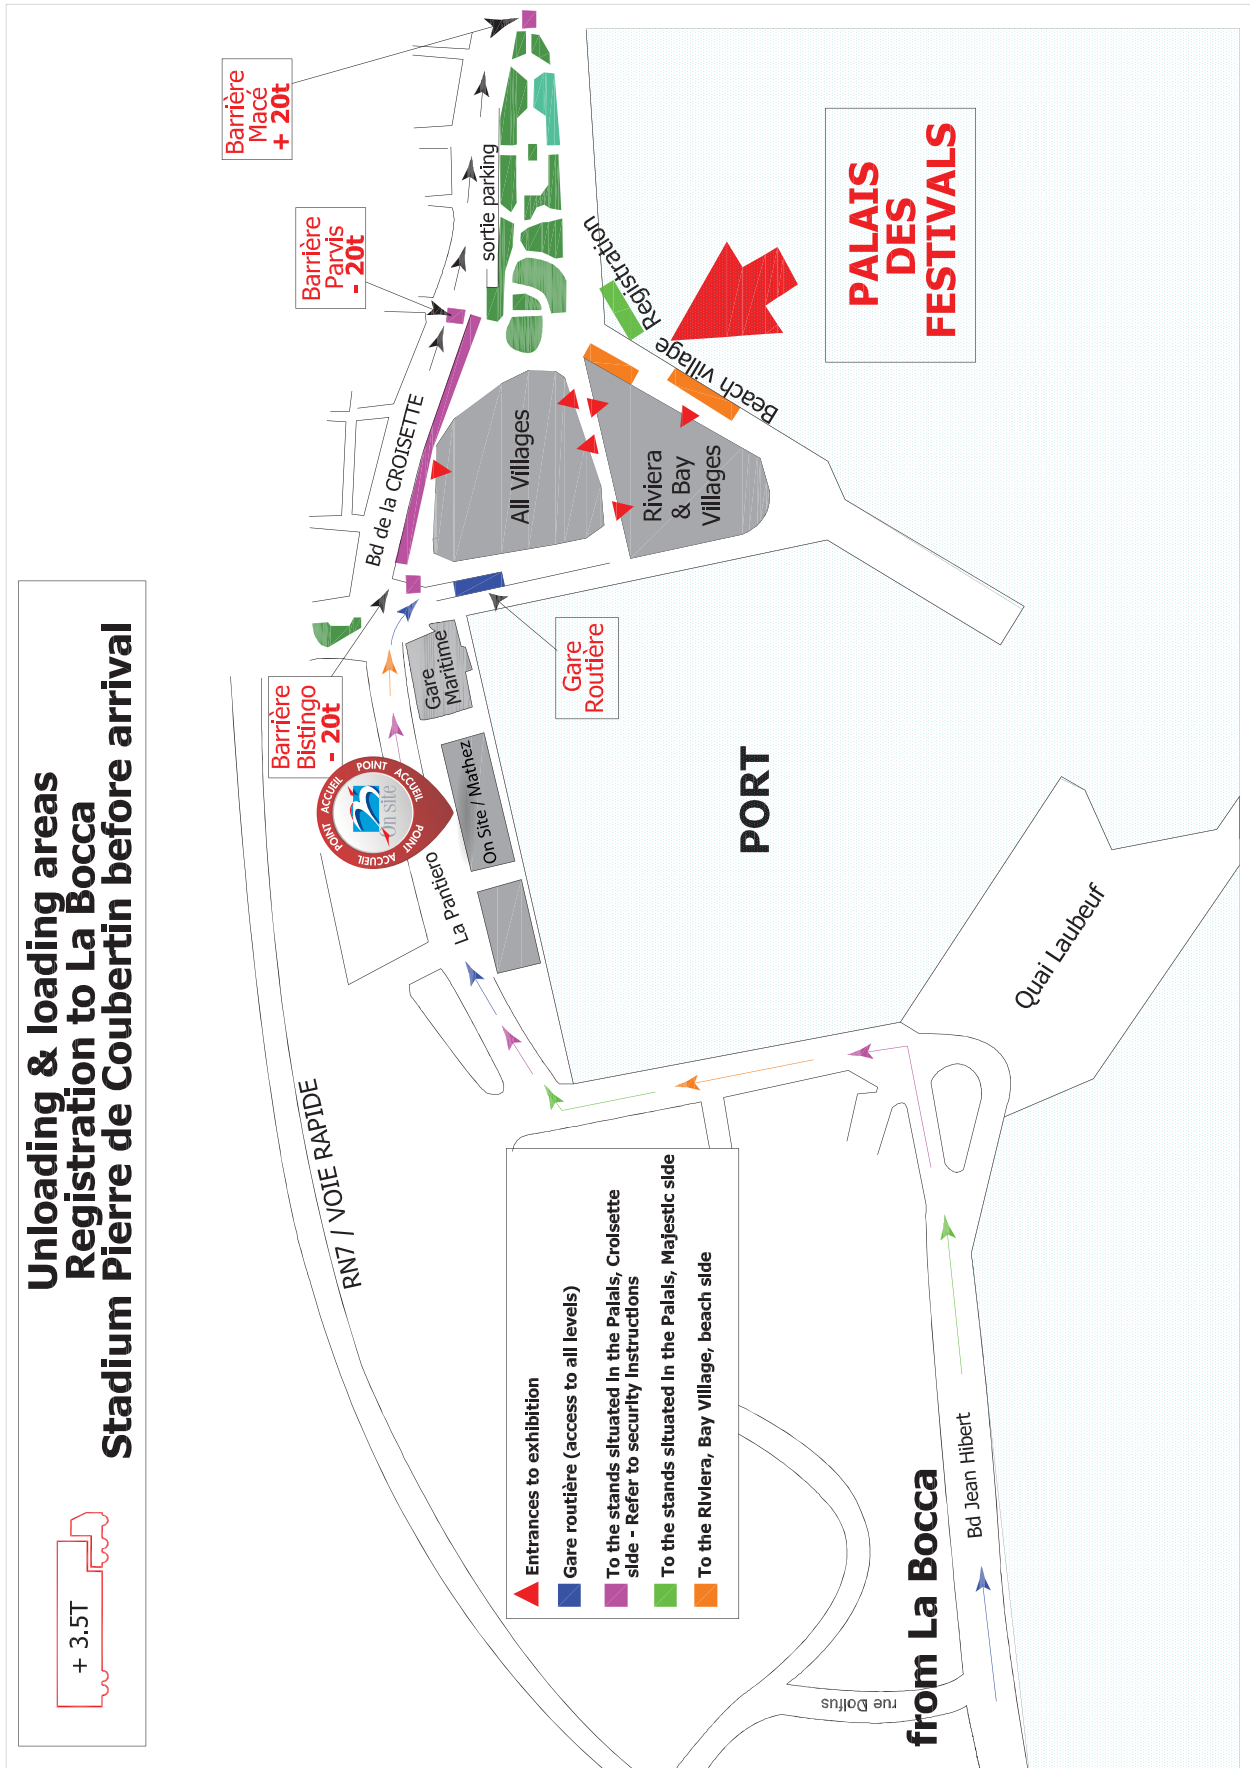 Unloading & loading areas
Registration to La Bocca
Stadium Pierre de Coubertin before arrival
+ 3.5T
Barrière
Macé
+ 20t
Barrière
Parvis
- 20t
Barrière
Bistingo
- 20t
Gare
Routière
sortie parking
Bd de la CROISETTE
Registration
Beach village
All Villages
Riviera
& Bay
Villages
PALAIS
DES
FESTIVALS
Gare
Maritime
On Site / Mathez
POINT ACCUEIL
POINT ACCUEIL
POINT ACCUEIL
On site
La Pantiero
PORT
Quai Laubeuf
RN7 / VOIE RAPIDE
Entrances to exhibition
Gare routière (access to all levels)
To the stands situated in the Palais, Croisette
side - Refer to security instructions
To the stands situated in the Palais, Majestic side
To the Riviera, Bay Village, beach side
Bd Jean Hibert
from La Bocca
rue Dolfus